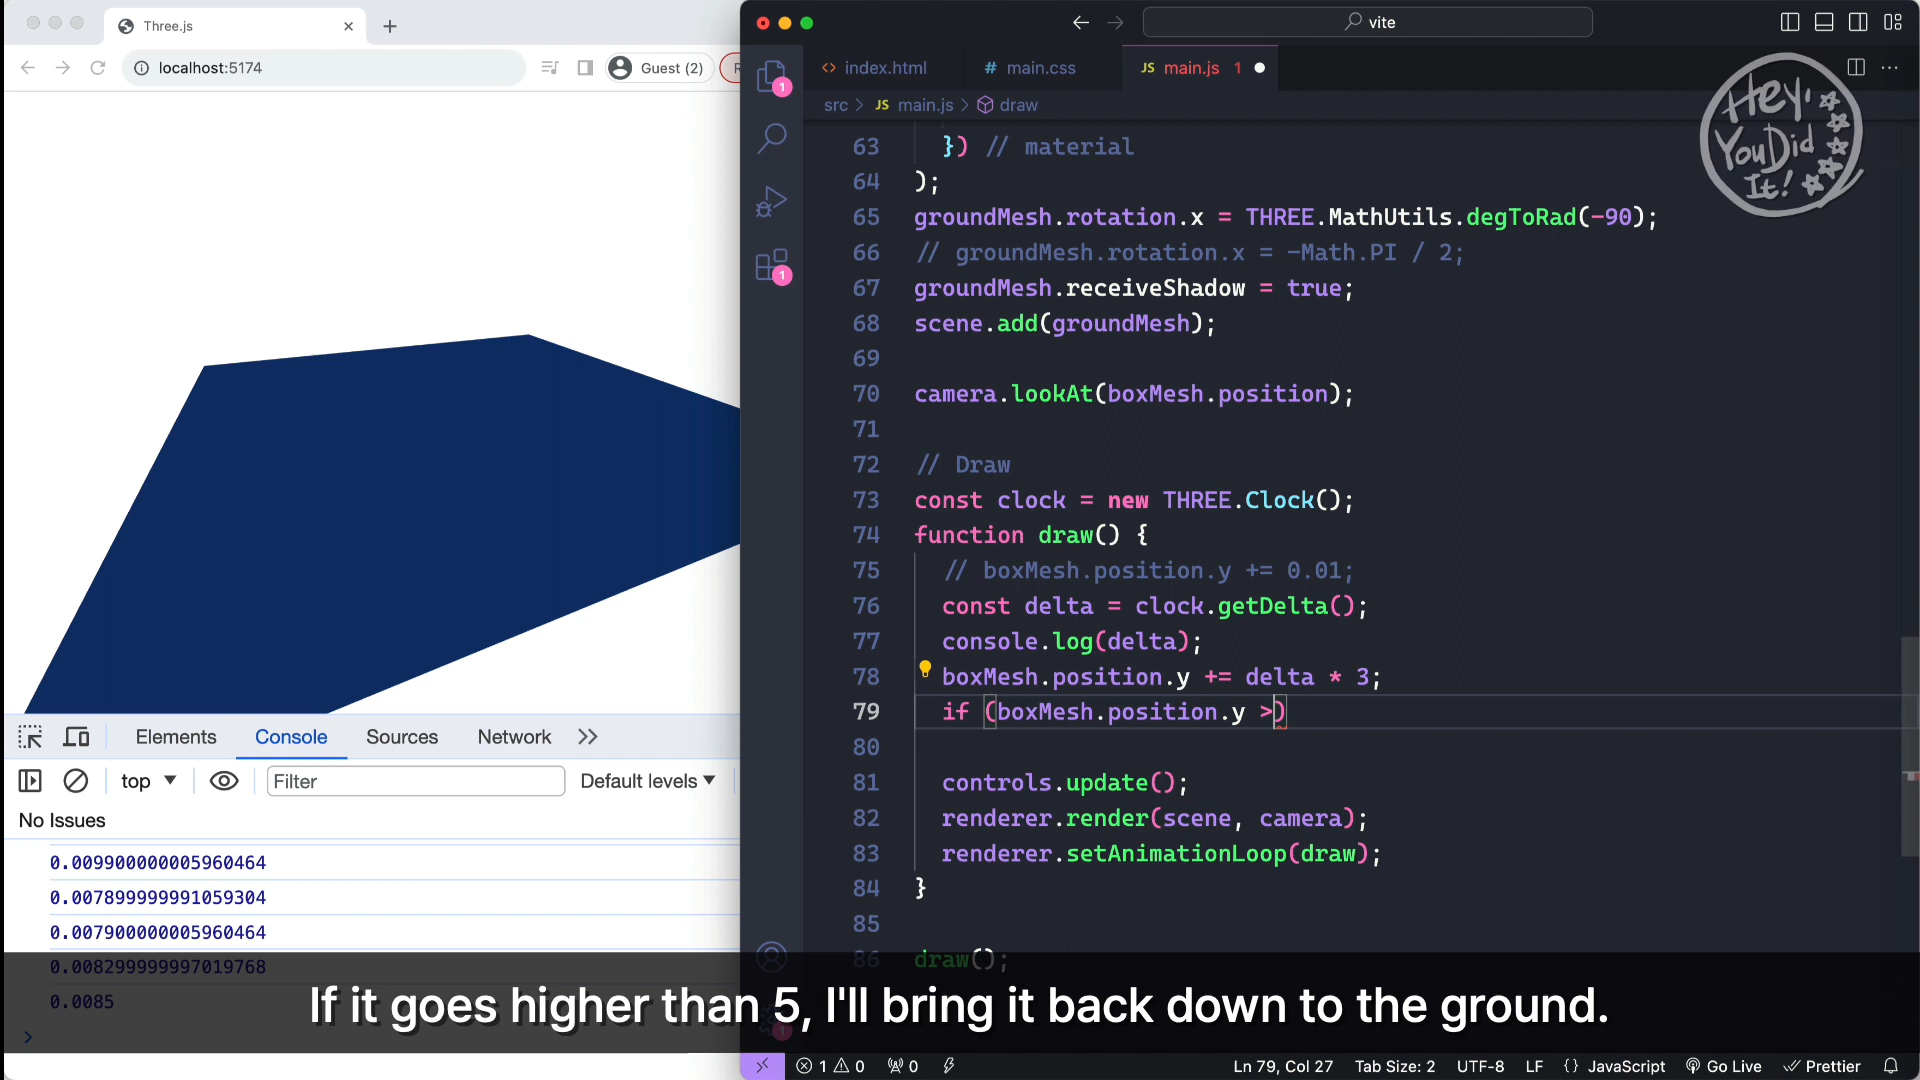 Three.js
localhost:5174
Guest (2)
Elements Console Sources Network
top Filter Default levels
No Issues
0.009900000005960464
0.007899999991059304
0.007900000005960464
0.008299999997019768
0.0085
>
vite
index.html # main.css JS main.js 1
src > JS main.js > draw
Hey,
You Did
It!
1
1
63 }) // material
64 );
65 groundMesh.rotation.x = THREE.MathUtils.degToRad(-90);
66 // groundMesh.rotation.x = -Math.PI / 2;
67 groundMesh.receiveShadow = true;
68 scene.add(groundMesh);
69
70 camera.lookAt(boxMesh.position);
71
72 // Draw
73 const clock = new THREE.Clock();
74 function draw() {
75 // boxMesh.position.y += 0.01;
76 const delta = clock.getDelta();
77 console.log(delta);
78 boxMesh.position.y += delta * 3;
79 if (boxMesh.position.y >)
80
81 controls.update();
82 renderer.render(scene, camera);
83 renderer.setAnimationLoop(draw);
84 }
85
86 draw();
If it goes higher than 5, I'll bring it back down to the ground.
1 0 0 Ln 79, Col 27 Tab Size: 2 UTF-8 LF {} JavaScript Go Live Prettier